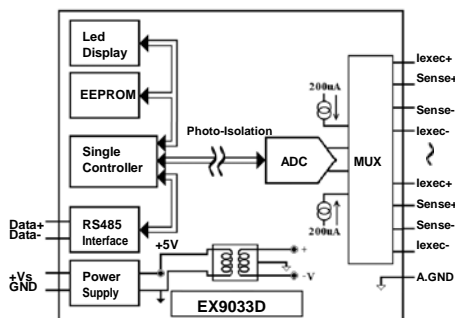 Led
Display
EEPROM
Single
Controller
RS485
Interface
Power
Supply
Data+
Data-
+Vs
GND
+5V
Photo-Isolation
ADC
200uA
200uA
MUX
+
-V
Iexec+
Sense+
Sense-
Iexec-
Iexec+
Sense+
Sense-
Iexec-
A.GND
EX9033D